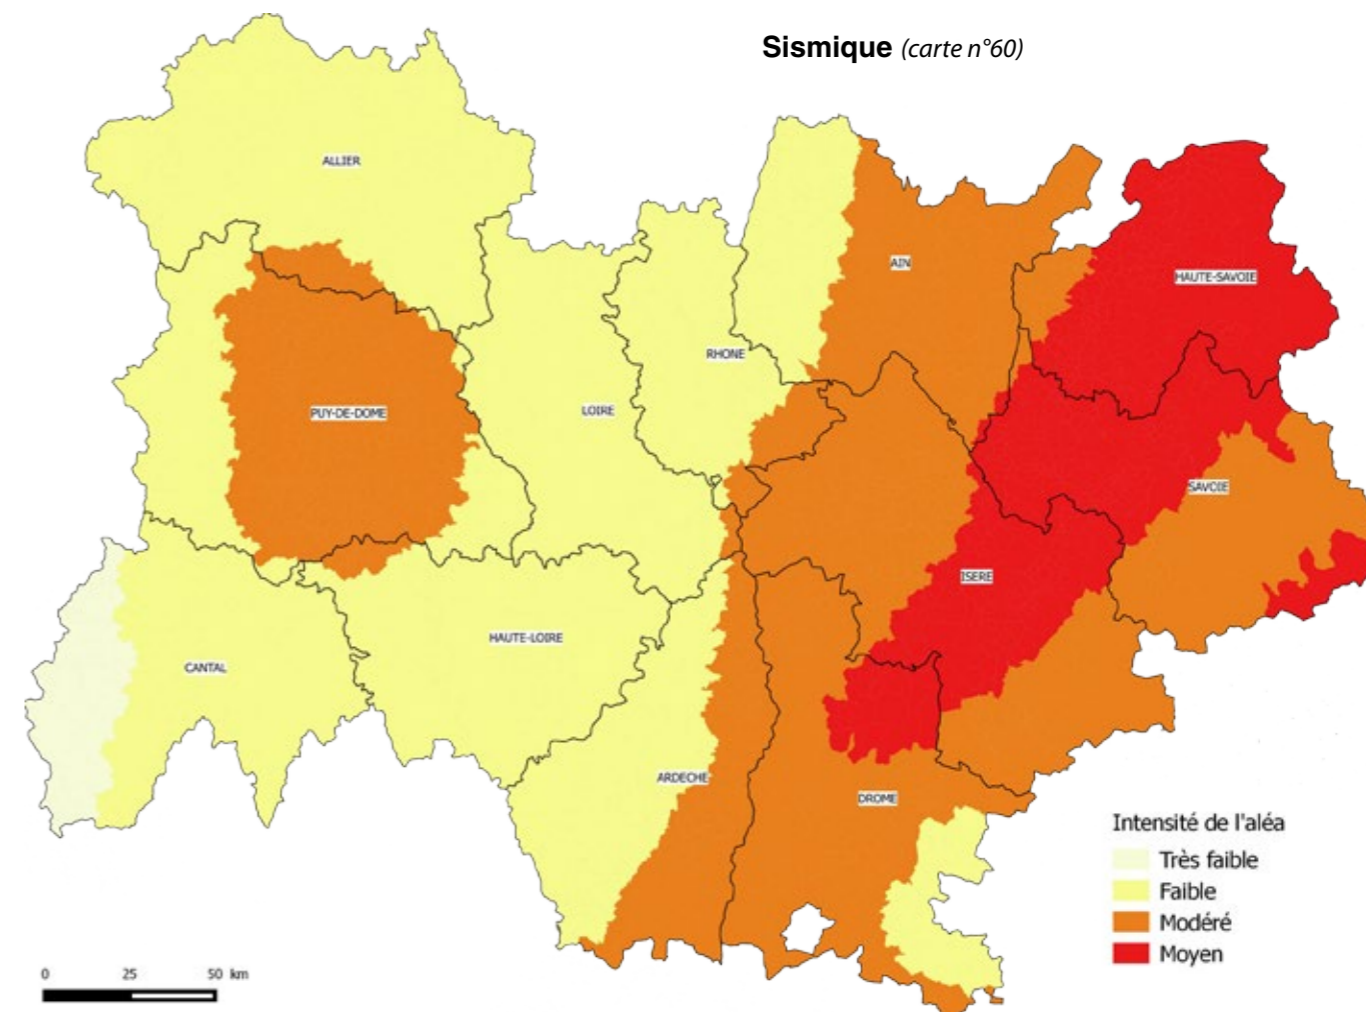 Sismique (carte n°60)
ALLIER
AIN
HAUTE-SAVOIE
RHONE
PUY-DE-DOME
LOIRE
SAVOIE
ISERE
HAUTE-LOIRE
CANTAL
ARDECHE
DROME
Intensité de l'aléa
Très faible
Faible
Modéré
Moyen
0 25 50 km